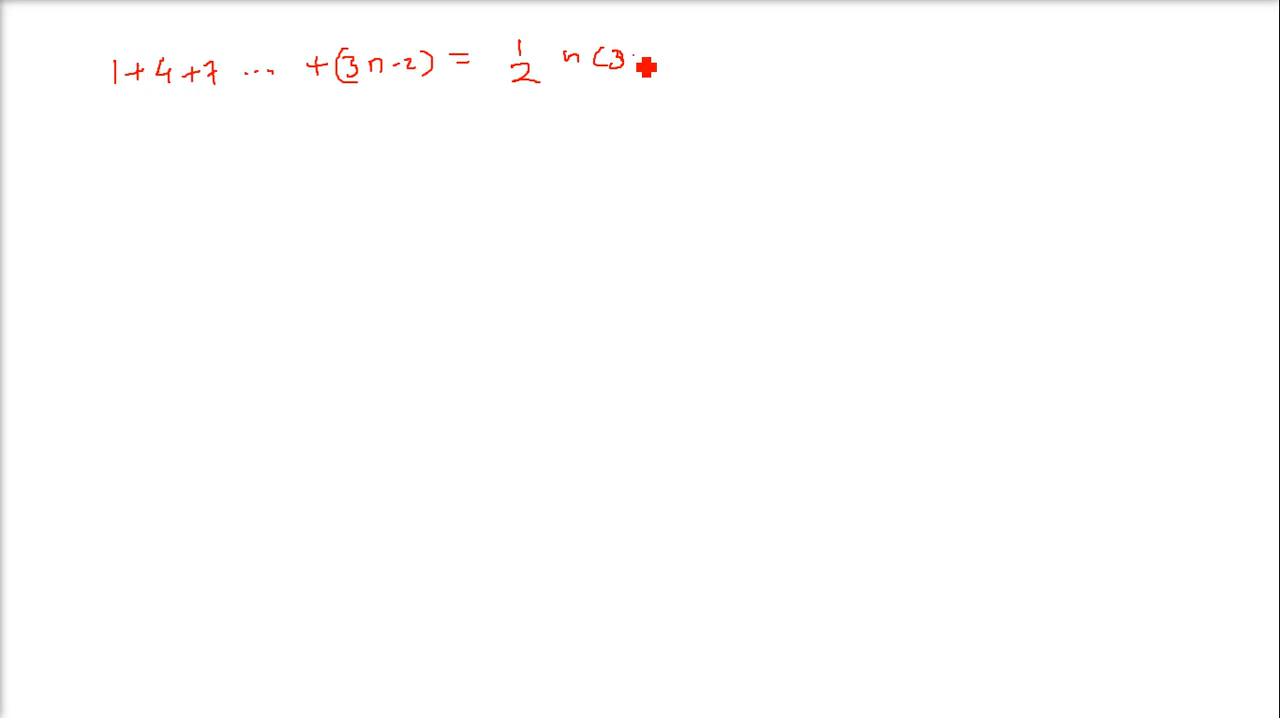 1+4+7 ... +(3n-2) = 1/2 n(3